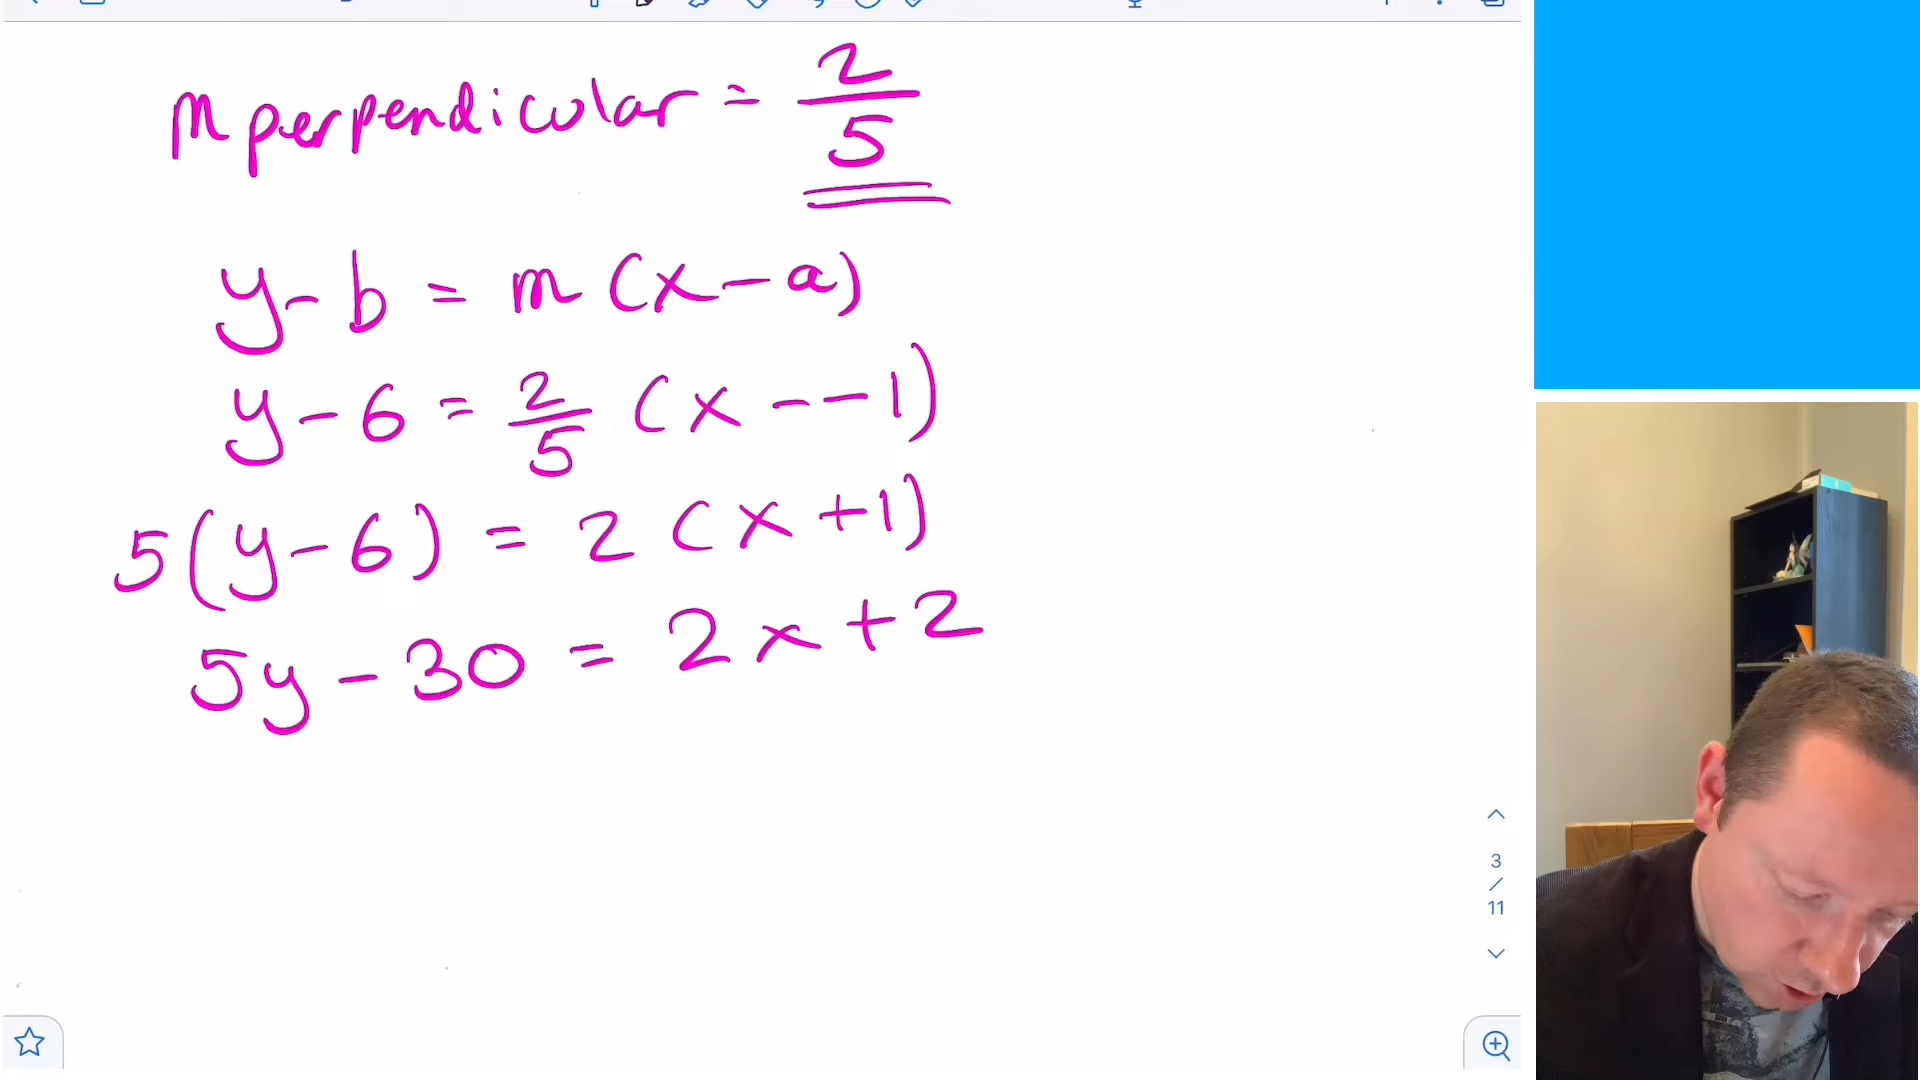 m perpendicular = 2/5
y - b = m (x - a)
y - 6 = 2/5 (x - - 1)
5(y - 6) = 2 (x + 1)
5y - 30 = 2x + 2
3
/
11